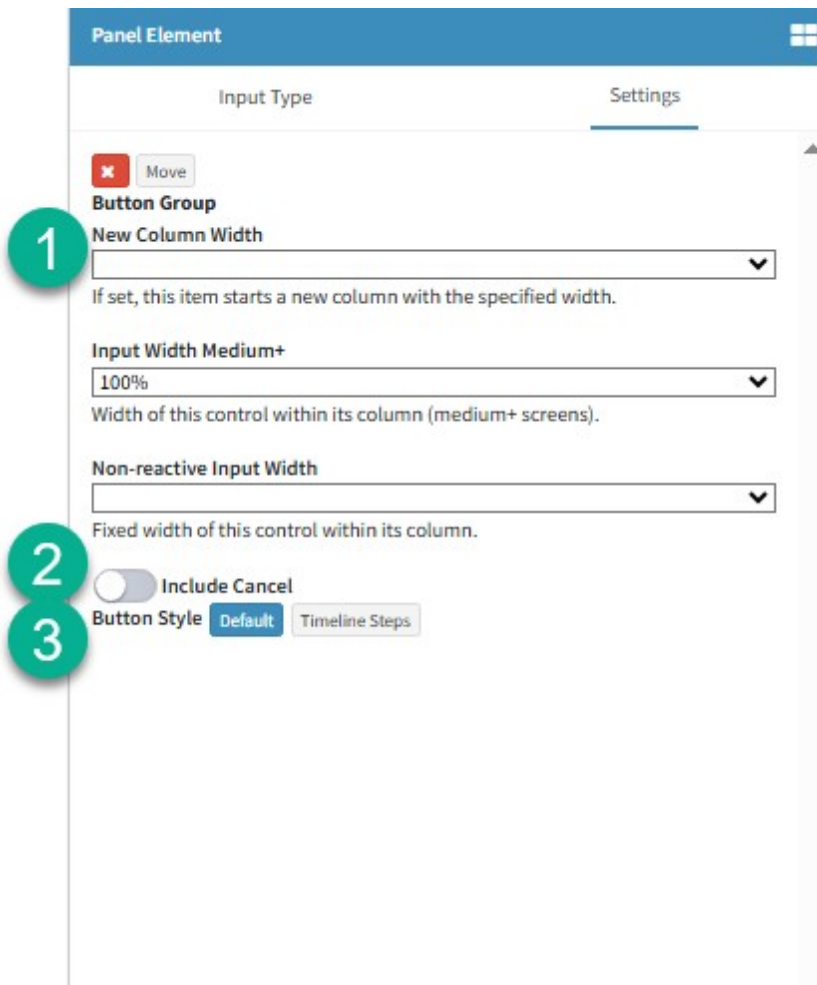 Panel Element
Input Type Settings
Move
Button Group
1 New Column Width
If set, this item starts a new column with the specified width.
Input Width Medium+
100%
Width of this control within its column (medium+ screens).
Non-reactive Input Width
Fixed width of this control within its column.
2 Include Cancel
3 Button Style Default Timeline Steps